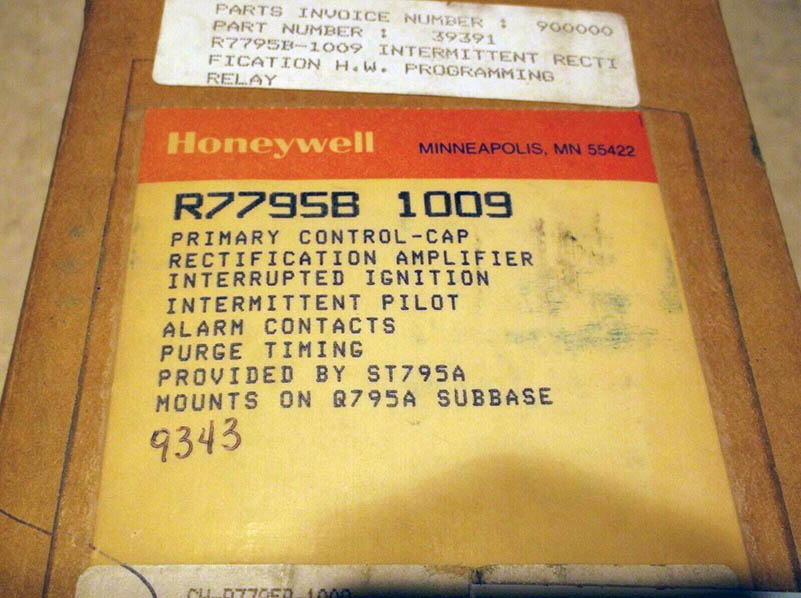 PARTS INVOICE NUMBER : 900000
PART NUMBER : 39391
R7795B-1009 INTERMITTENT RECTI
FICATION H.W. PROGRAMMING
RELAY
Honeywell MINNEAPOLIS, MN 55422
R7795B 1009
PRIMARY CONTROL-CAP
RECTIFICATION AMPLIFIER
INTERRUPTED IGNITION
INTERMITTENT PILOT
ALARM CONTACTS
PURGE TIMING
PROVIDED BY ST795A
MOUNTS ON Q795A SUBBASE
9343